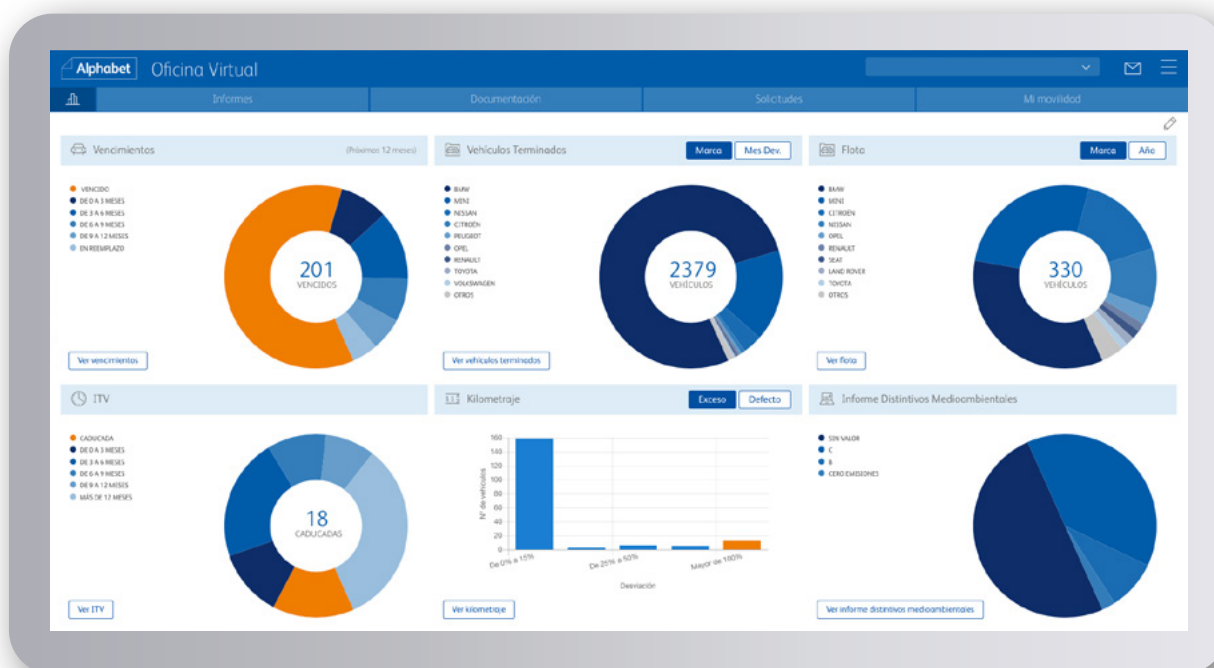 Alphabet Oficina Virtual
Informes Documentación Solicitudes Mi movilidad
Vencimientos (Próximos 12 meses)
VENCIDO
DE 0 A 3 MESES
DE 3 A 6 MESES
DE 6 A 9 MESES
DE 9 A 12 MESES
EN REEMPLAZO
201
VENCIDOS
Ver vencimientos
Vehículos Terminados Marca Mes Dev.
BMW
MINI
NISSAN
CITROËN
PEUGEOT
OPEL
RENAULT
TOYOTA
VOLKSWAGEN
OTROS
2379
VEHÍCULOS
Ver vehículos terminados
Flota Marca Año
BMW
MINI
CITROËN
NISSAN
OPEL
RENAULT
SEAT
LAND ROVER
TOYOTA
OTROS
330
VEHÍCULOS
Ver flota
ITV
CADUCADA
DE 0 A 3 MESES
DE 3 A 6 MESES
DE 6 A 9 MESES
DE 9 A 12 MESES
MÁS DE 12 MESES
18
CADUCADAS
Ver ITV
Kilometraje Exceso Defecto
Nº de vehículos
160
140
120
100
80
60
40
20
0
De 0% a 15% De 25% a 50% Mayor de 100%
Desviación
Ver kilometraje
Informe Distintivos Medioambientales
SIN VALOR
C
B
CERO EMISIONES
Ver informe distintivos medioambientales